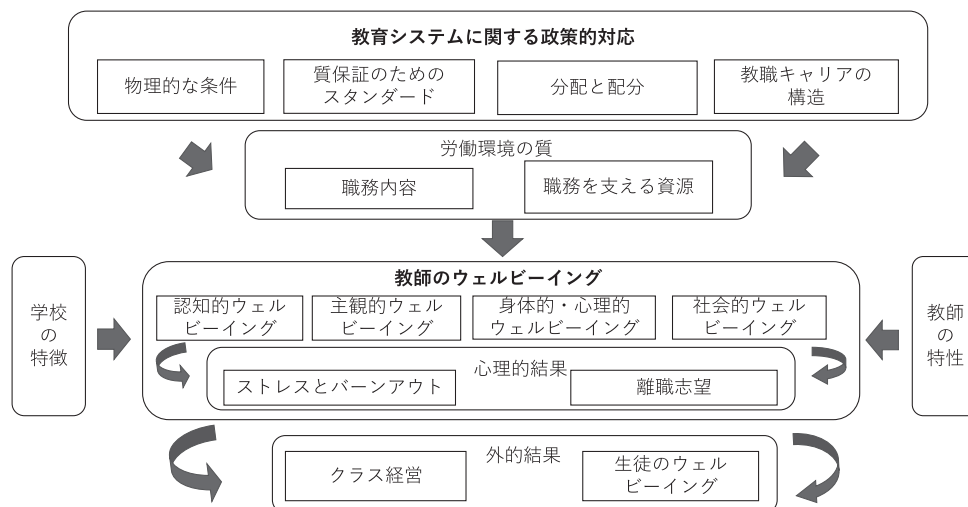 教育システムに関する政策的対応
物理的な条件
質保証のための
スタンダード
分配と配分
教職キャリアの
構造
労働環境の質
職務内容
職務を支える資源
学校
の
特徴
教師のウェルビーイング
認知的ウェル
ビーイング
主観的ウェル
ビーイング
身体的・心理的
ウェルビーイング
社会的ウェル
ビーイング
教師
の
特性
心理的結果
ストレスとバーンアウト
離職志望
外的結果
クラス経営
生徒のウェル
ビーイング